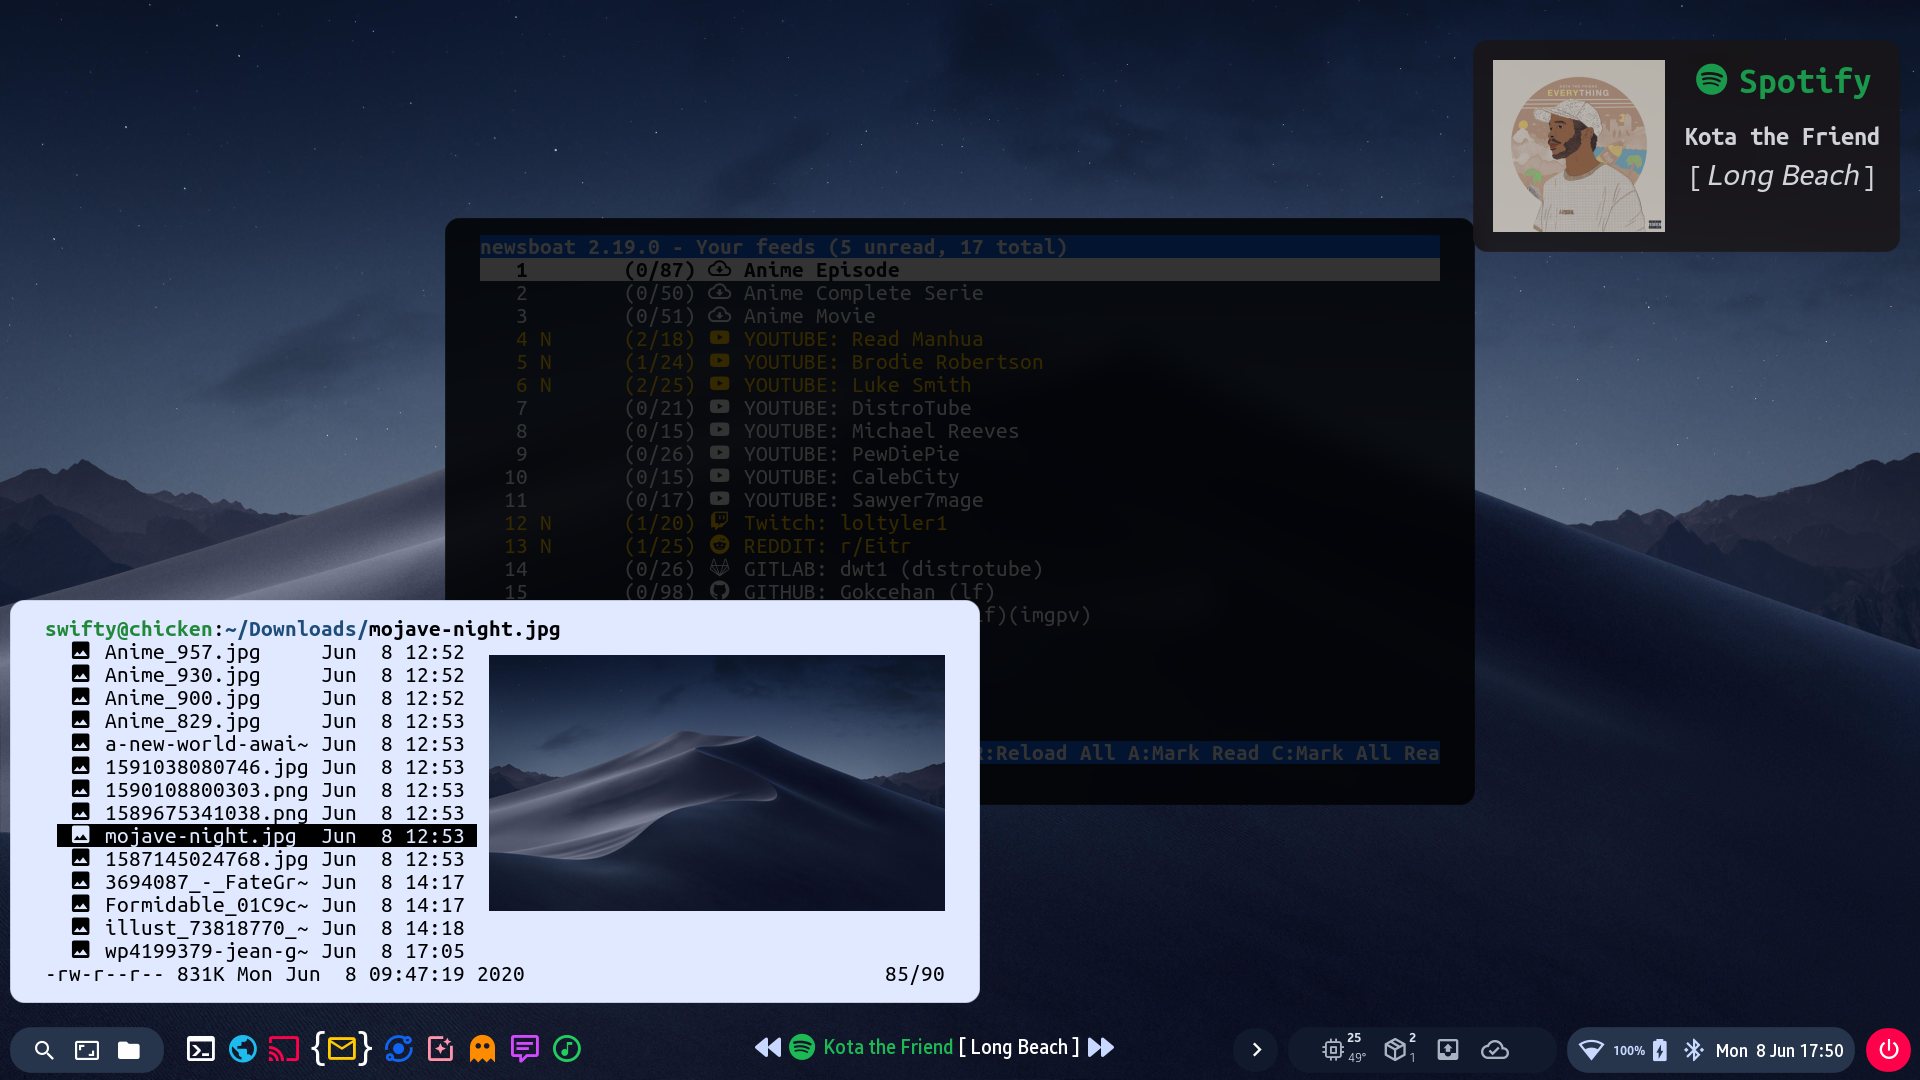 EVERYTHING
Spotify
Kota the Friend
[ Long Beach ]
newsboat 2.19.0 - Your feeds (5 unread, 17 total)
1 (0/87) Anime Episode
2 (0/50) Anime Complete Serie
3 (0/51) Anime Movie
4 N (2/18) YOUTUBE: Read Manhua
5 N (1/24) YOUTUBE: Brodie Robertson
6 N (2/25) YOUTUBE: Luke Smith
7 (0/21) YOUTUBE: DistroTube
8 (0/15) YOUTUBE: Michael Reeves
9 (0/26) YOUTUBE: PewDiePie
10 (0/15) YOUTUBE: CalebCity
11 (0/17) YOUTUBE: Sawyer7mage
12 N (1/20) Twitch: loltyler1
13 N (1/25) REDDIT: r/Eitr
14 (0/26) GITLAB: dwt1 (distrotube)
15 (0/98) GITHUB: Gokcehan (lf)
lf)(imgpv)
R:Reload All A:Mark Read C:Mark All Rea
swifty@chicken:~/Downloads/mojave-night.jpg
Anime_957.jpg Jun 8 12:52
Anime_930.jpg Jun 8 12:52
Anime_900.jpg Jun 8 12:52
Anime_829.jpg Jun 8 12:53
a-new-world-awai~ Jun 8 12:53
1591038080746.jpg Jun 8 12:53
1590108800303.png Jun 8 12:53
1589675341038.png Jun 8 12:53
mojave-night.jpg Jun 8 12:53
1587145024768.jpg Jun 8 12:53
3694087_-_FateGr~ Jun 8 14:17
Formidable_01C9c~ Jun 8 14:17
illust_73818770_~ Jun 8 14:18
wp4199379-jean-g~ Jun 8 17:05
-rw-r--r-- 831K Mon Jun 8 09:47:19 2020 85/90
Kota the Friend [ Long Beach ]
25
49°
2
1
100%
Mon 8 Jun 17:50